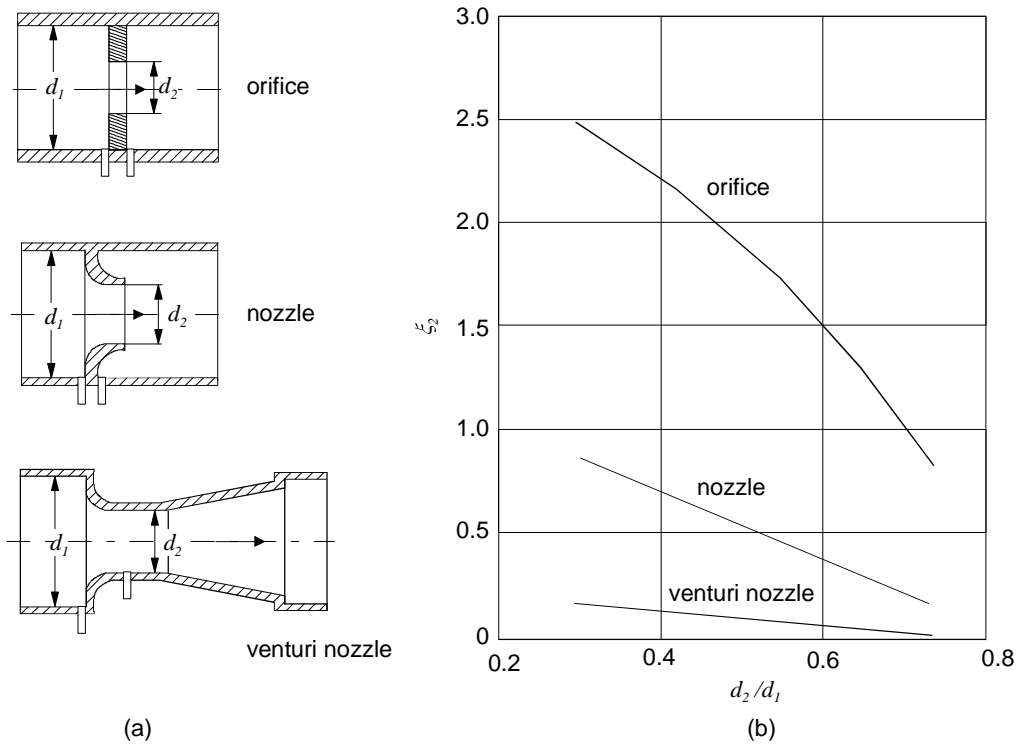 d₁
d₂
orifice
d₁
d₂
nozzle
d₁
d₂
venturi nozzle
(a)
3.0
2.5
2.0
1.5
1.0
0.5
0
ξ₂
orifice
nozzle
venturi nozzle
0.2
0.4
0.6
0.8
d₂/d₁
(b)